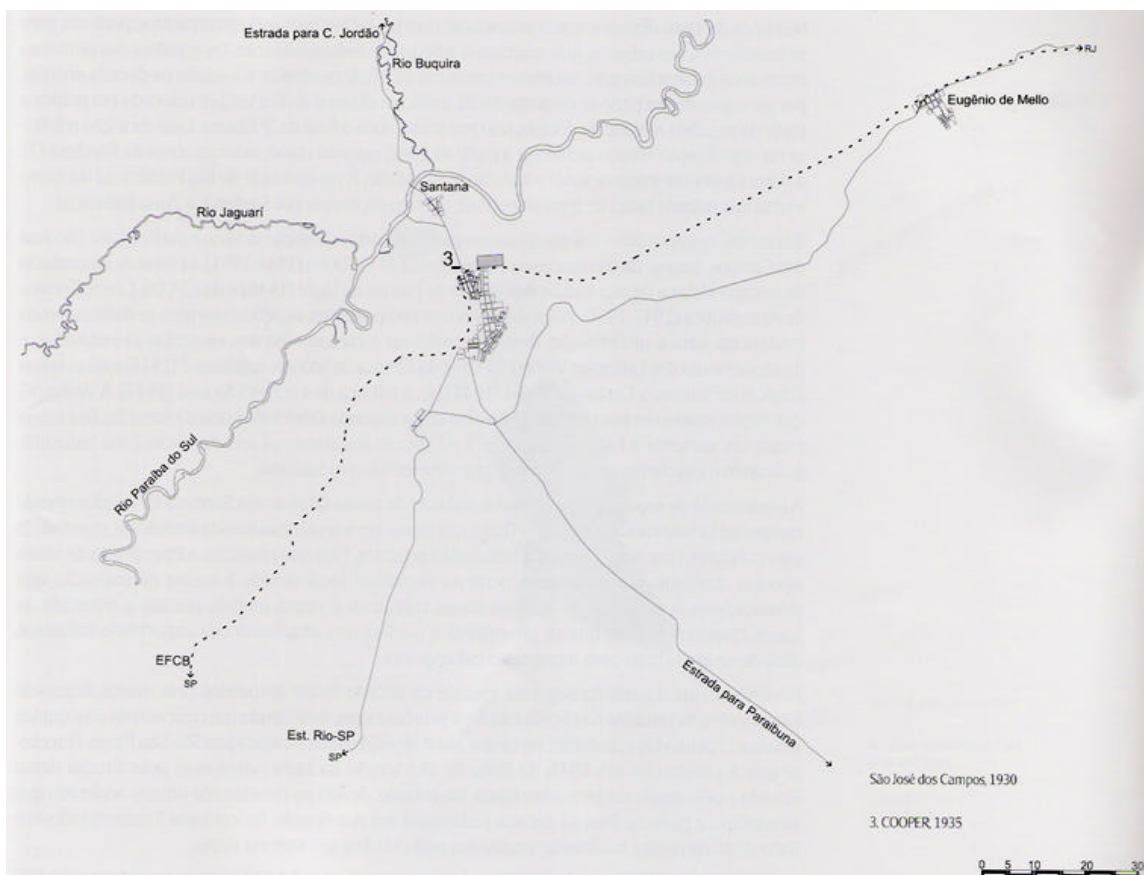 Estrada para C. Jordão
Rio Buquira
RJ
Eugênio de Mello
Santana
Rio Jaguarí
3
Rio Paraíba do Sul
EFCB
SP
Est. Rio-SP
SP
Estrada para Paraibuna
São José dos Campos, 1930
3. COOPER, 1935
0 5 10 20 30